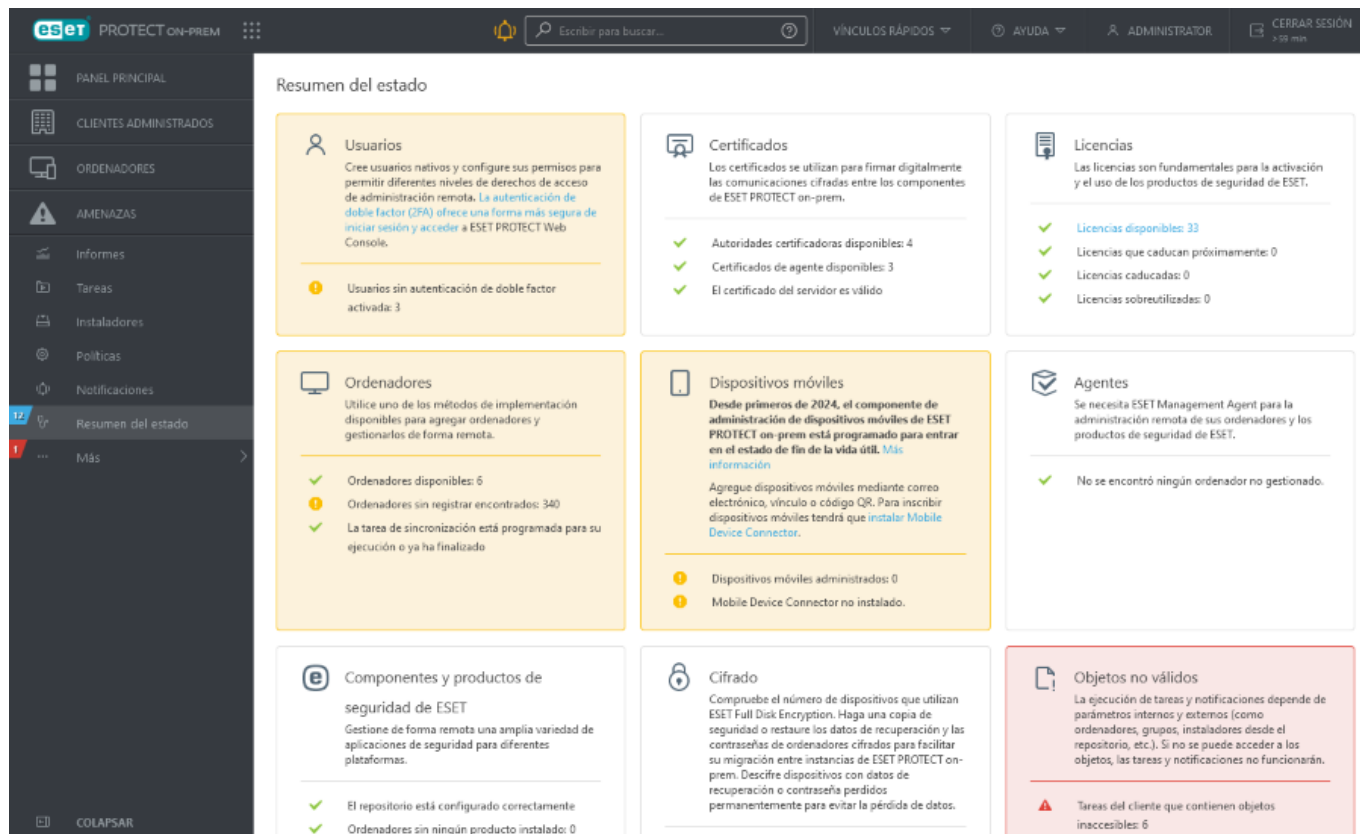 eset PROTECT ON-PREM
Escribir para buscar...
VÍNCULOS RÁPIDOS
AYUDA
ADMINISTRATOR
CERRAR SESIÓN
> 59 min
PANEL PRINCIPAL
CLIENTES ADMINISTRADOS
ORDENADORES
AMENAZAS
Informes
Tareas
Instaladores
Políticas
Notificaciones
12
Resumen del estado
1
Más
COLAPSAR
Resumen del estado
Usuarios
Cree usuarios nativos y configure sus permisos para
permitir diferentes niveles de derechos de acceso
de administración remota. La autenticación de
doble factor (2FA) ofrece una forma más segura de
iniciar sesión y acceder a ESET PROTECT Web
Console.
Usuarios sin autenticación de doble factor
activada: 3
Certificados
Los certificados se utilizan para firmar digitalmente
las comunicaciones cifradas entre los componentes
de ESET PROTECT on-prem.
Autoridades certificadoras disponibles: 4
Certificados de agente disponibles: 3
El certificado del servidor es válido
Licencias
Las licencias son fundamentales para la activación
y el uso de los productos de seguridad de ESET.
Licencias disponibles: 33
Licencias que caducan próximamente: 0
Licencias caducadas: 0
Licencias sobreutilizadas: 0
Ordenadores
Utilice uno de los métodos de implementación
disponibles para agregar ordenadores y
gestionarlos de forma remota.
Ordenadores disponibles: 6
Ordenadores sin registrar encontrados: 340
La tarea de sincronización está programada para su
ejecución o ya ha finalizado
Dispositivos móviles
Desde primeros de 2024, el componente de
administración de dispositivos móviles de ESET
PROTECT on-prem está programado para entrar
en el estado de fin de la vida útil. Más
información
Agregue dispositivos móviles mediante correo
electrónico, vínculo o código QR. Para inscribir
dispositivos móviles tendrá que instalar Mobile
Device Connector.
Dispositivos móviles administrados: 0
Mobile Device Connector no instalado.
Agentes
Se necesita ESET Management Agent para la
administración remota de sus ordenadores y los
productos de seguridad de ESET.
No se encontró ningún ordenador no gestionado.
Componentes y productos de
seguridad de ESET
Gestione de forma remota una amplia variedad de
aplicaciones de seguridad para diferentes
plataformas.
El repositorio está configurado correctamente
Ordenadores sin ningún producto instalado: 0
Cifrado
Compruebe el número de dispositivos que utilizan
ESET Full Disk Encryption. Haga una copia de
seguridad o restaure los datos de recuperación y las
contraseñas de ordenadores cifrados para facilitar
su migración entre instancias de ESET PROTECT on-
prem. Descifre dispositivos con datos de
recuperación o contraseña perdidos
permanentemente para evitar la pérdida de datos.
Objetos no válidos
La ejecución de tareas y notificaciones depende de
parámetros internos y externos (como
ordenadores, grupos, instaladores desde el
repositorio, etc.). Si no se puede acceder a los
objetos, las tareas y notificaciones no funcionarán.
Tareas del cliente que contienen objetos
inaccesibles: 6